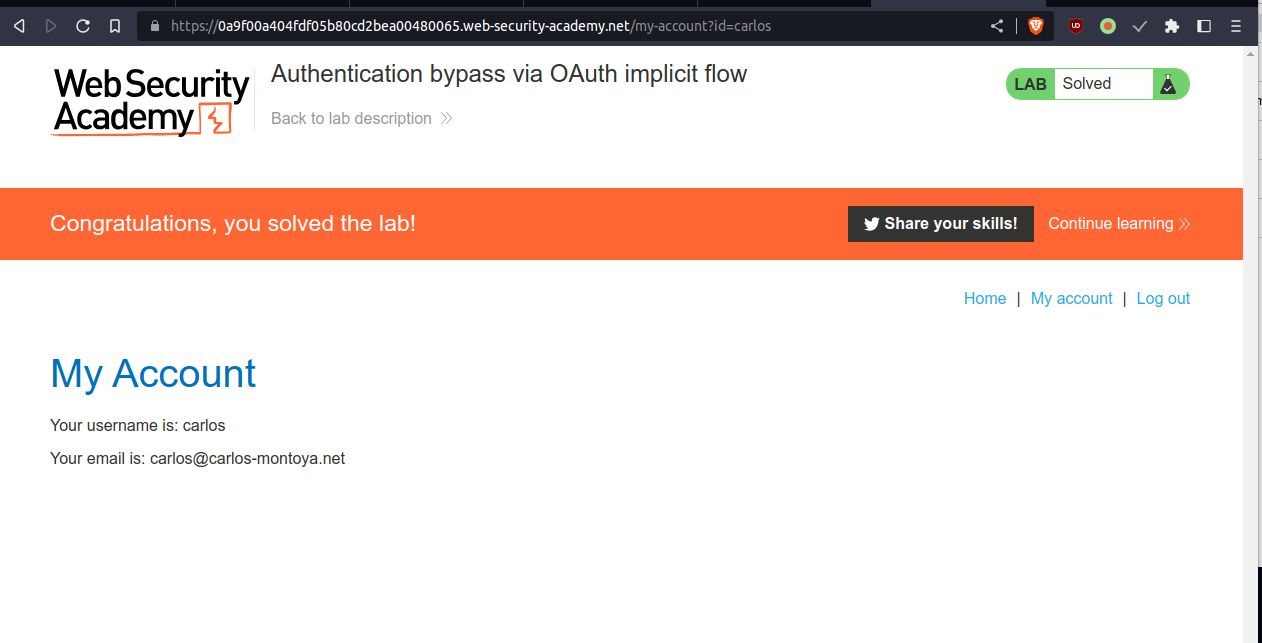 https://0a9f00a404fdf05b80cd2bea00480065.web-security-academy.net/my-account?id=carlos
Web Security
Academy
Authentication bypass via OAuth implicit flow
Back to lab description
LAB Solved
Congratulations, you solved the lab!
Share your skills!
Continue learning
Home | My account | Log out
My Account
Your username is: carlos
Your email is: carlos@carlos-montoya.net